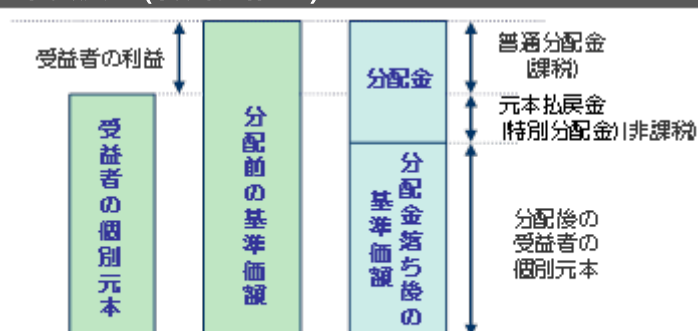 受益者の利益
普通分配金
(課税)
分配金
元本払戻金
(特別分配金)(非課税)
受益者の個別元本
分配前の基準価額
分配金落ち後の
基準価額
分配後の
受益者の
個別元本